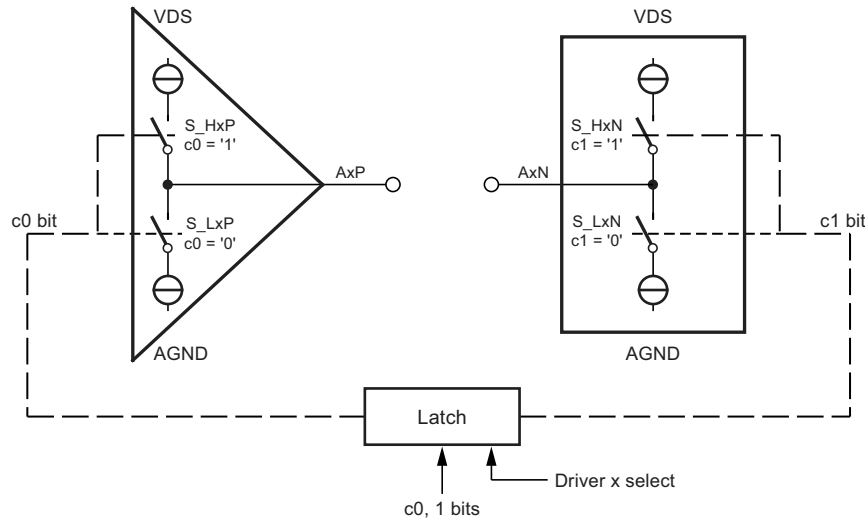 VDS
VDS
S_HxP
c0 = '1'
S_HxN
c1 = '1'
AxP
AxN
c0 bit
S_LxP
c0 = '0'
S_LxN
c1 = '0'
c1 bit
AGND
AGND
Latch
Driver x select
c0, 1 bits